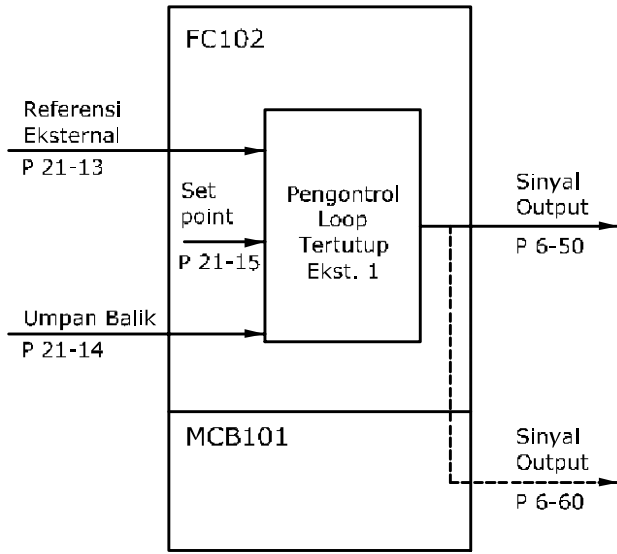 FC102
Referensi
Eksternal
P 21-13
Set
point
P 21-15
Pengontrol
Loop
Tertutup
Ekst. 1
Sinyal
Output
P 6-50
Umpan Balik
P 21-14
MCB101
Sinyal
Output
P 6-60